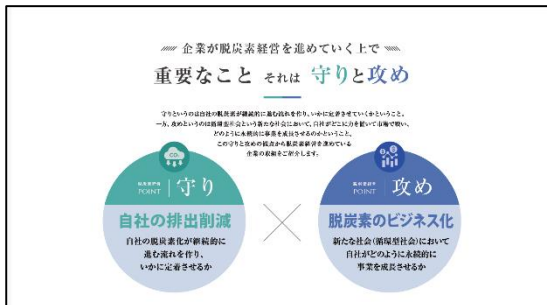 企業が脱炭素経営を進めていく上で
重要なこと それは 守りと攻め
守りというのは自社の脱炭素が継続的に進む流れを作り、いかに定着させていくかということ。
一方、攻めというのは循環型社会という新たな社会において、自社がどこに力を置いて市場で戦い、
どのように永続的に事業を成長させるのかということ。
この守りと攻めの視点から脱炭素経営を進めている
企業の取組をご紹介します。
CO₂
POINT 守り
自社の排出削減
自社の脱炭素化が継続的に
進む流れを作り、
いかに定着させるか
POINT 攻め
脱炭素のビジネス化
新たな社会(循環型社会)において
自社がどのように永続的に
事業を成長させるか